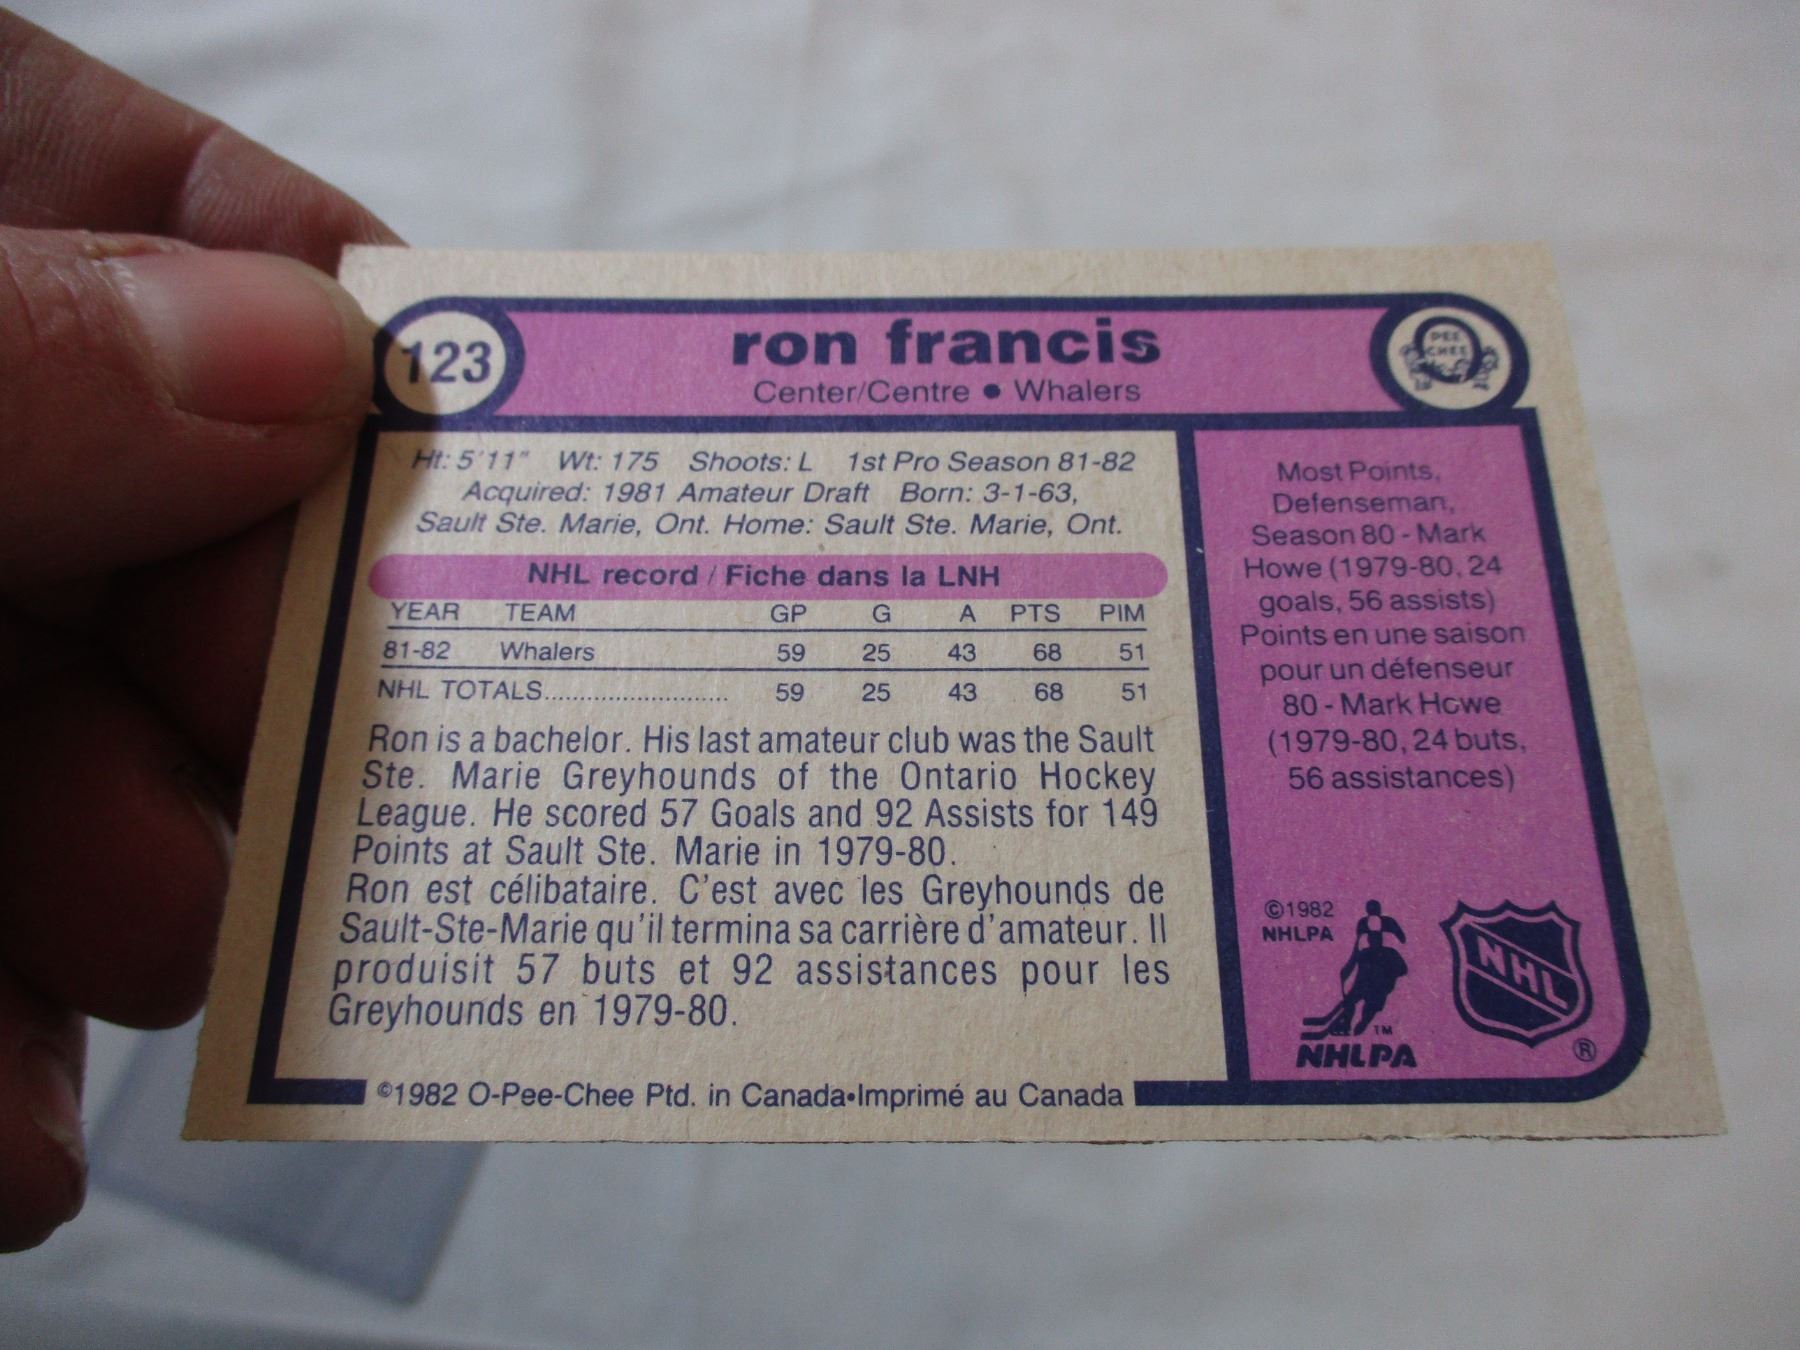 123
ron francis
Center/Centre • Whalers
PEE
CHEE
Ht: 5'11" Wt: 175 Shoots: L 1st Pro Season 81-82
Acquired: 1981 Amateur Draft Born: 3-1-63,
Sault Ste. Marie, Ont. Home: Sault Ste. Marie, Ont.
NHL record / Fiche dans la LNH
YEAR TEAM GP G A PTS PIM
81-82 Whalers 59 25 43 68 51
NHL TOTALS.......................... 59 25 43 68 51
Ron is a bachelor. His last amateur club was the Sault
Ste. Marie Greyhounds of the Ontario Hockey
League. He scored 57 Goals and 92 Assists for 149
Points at Sault Ste. Marie in 1979-80.
Ron est célibataire. C'est avec les Greyhounds de
Sault-Ste-Marie qu'il termina sa carrière d'amateur. Il
produisit 57 buts et 92 assistances pour les
Greyhounds en 1979-80.
Most Points,
Defenseman,
Season 80 - Mark
Howe (1979-80, 24
goals, 56 assists)
Points en une saison
pour un défenseur
80 - Mark Howe
(1979-80, 24 buts,
56 assistances)
©1982
NHLPA
TM
NHLPA
NHL
®
©1982 O-Pee-Chee Ptd. in Canada•Imprimé au Canada